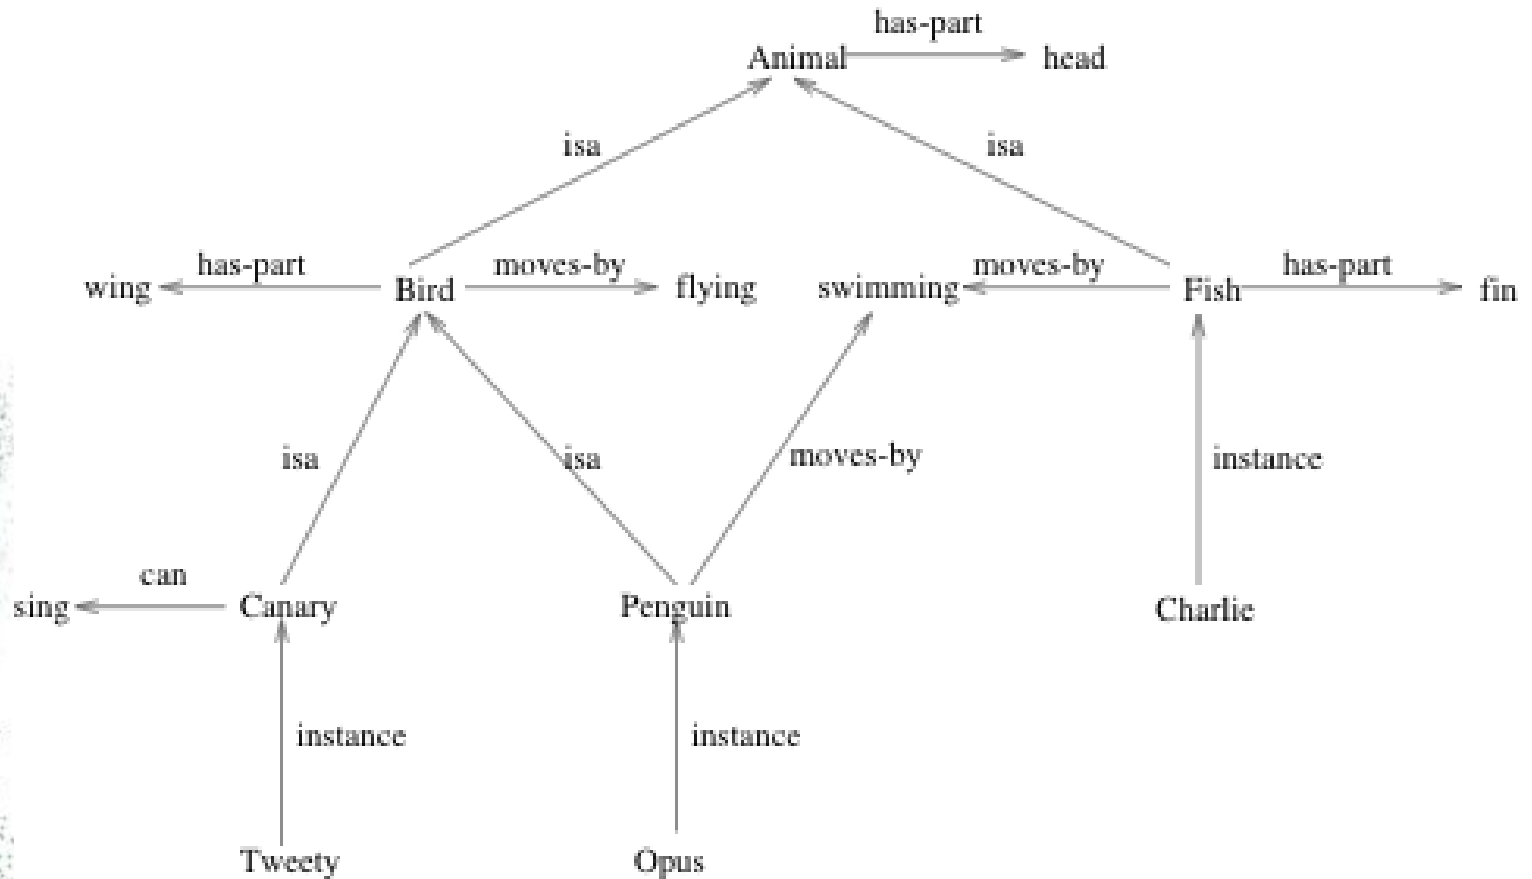 has-part
Animal head
isa isa
has-part moves-by moves-by has-part
wing Bird flying swimming Fish fin
isa isa moves-by instance
can
sing Canary Penguin Charlie
instance instance
Tweety Opus